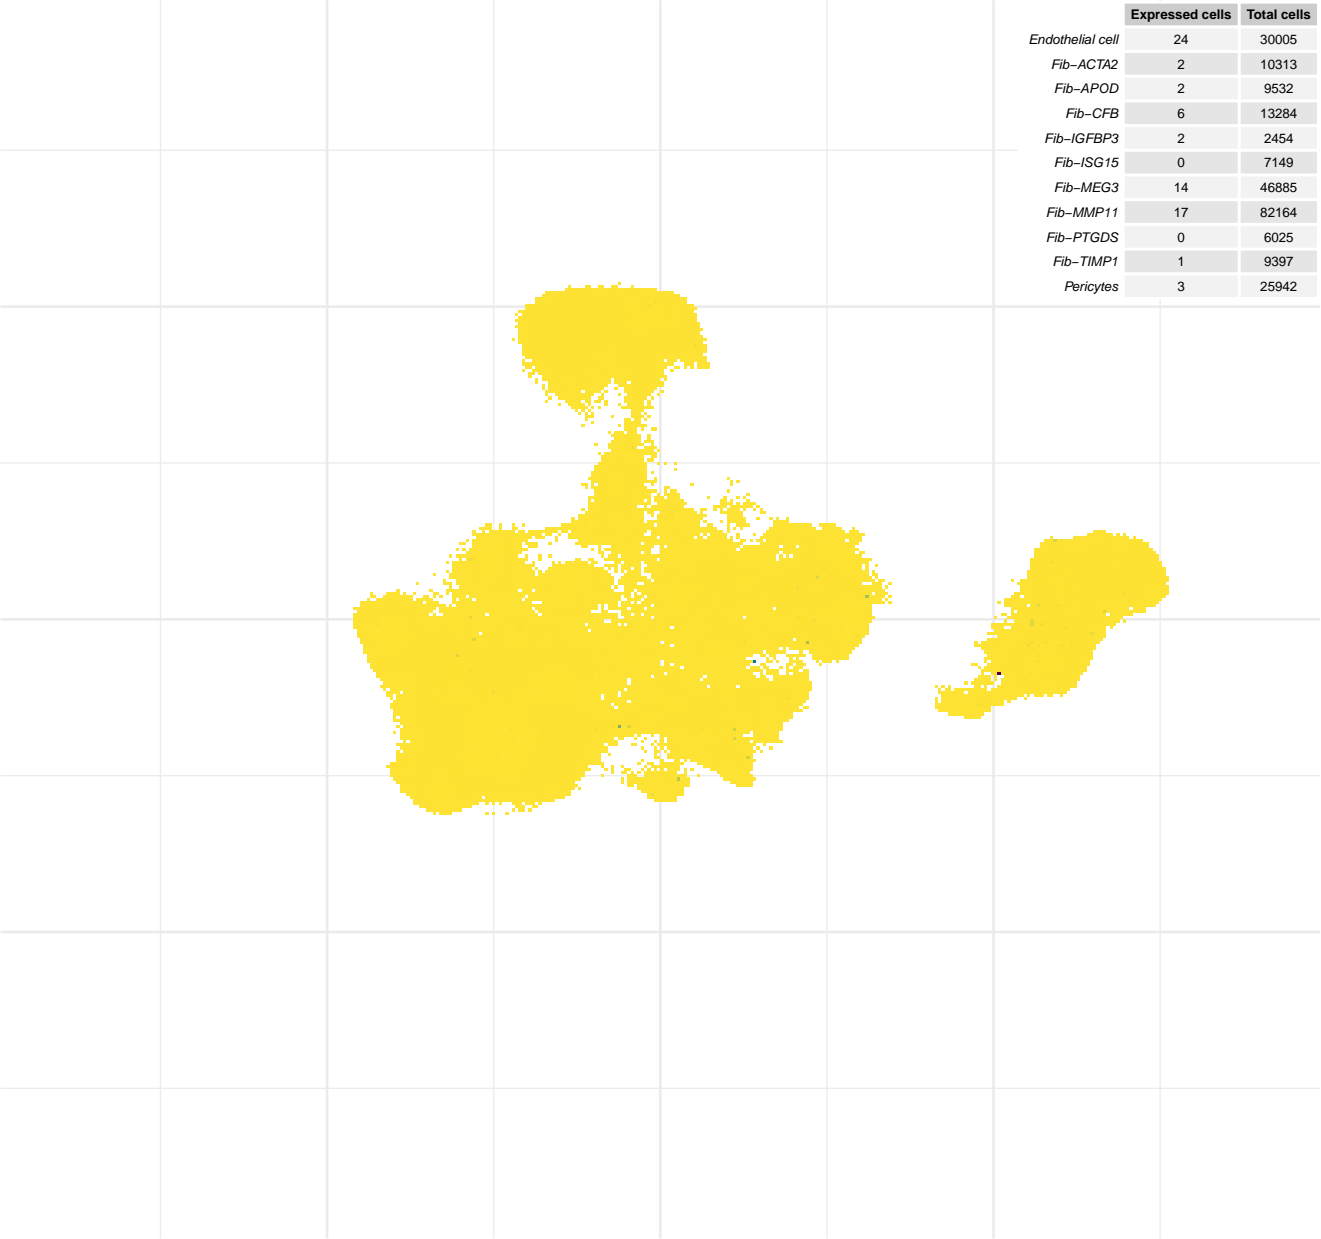 Expressed cells Total cells
Endothelial cell 24 30005
Fib−ACTA2 2 10313
Fib−APOD 2 9532
Fib−CFB 6 13284
Fib−IGFBP3 2 2454
Fib−ISG15 0 7149
Fib−MEG3 14 46885
Fib−MMP11 17 82164
Fib−PTGDS 0 6025
Fib−TIMP1 1 9397
Pericytes 3 25942